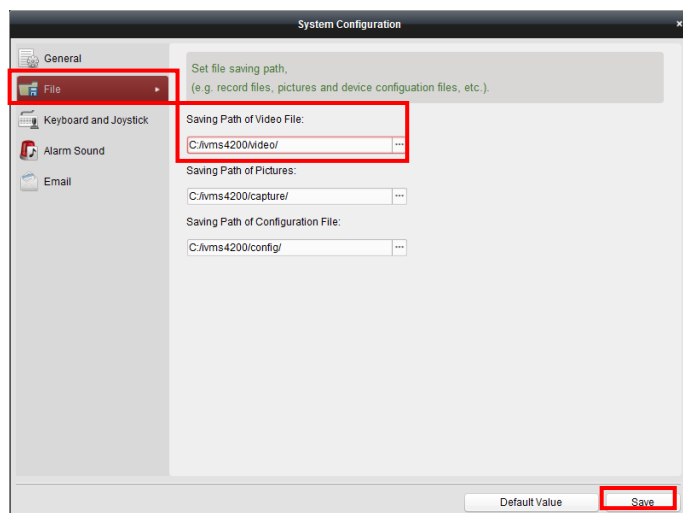 System Configuration
General
File
Keyboard and Joystick
Alarm Sound
Email
Set file saving path,
(e.g. record files, pictures and device configuation files, etc.).
Saving Path of Video File:
C:/ivms4200/video/
Saving Path of Pictures:
C:/ivms4200/capture/
Saving Path of Configuration File:
C:/ivms4200/config/
Default Value
Save